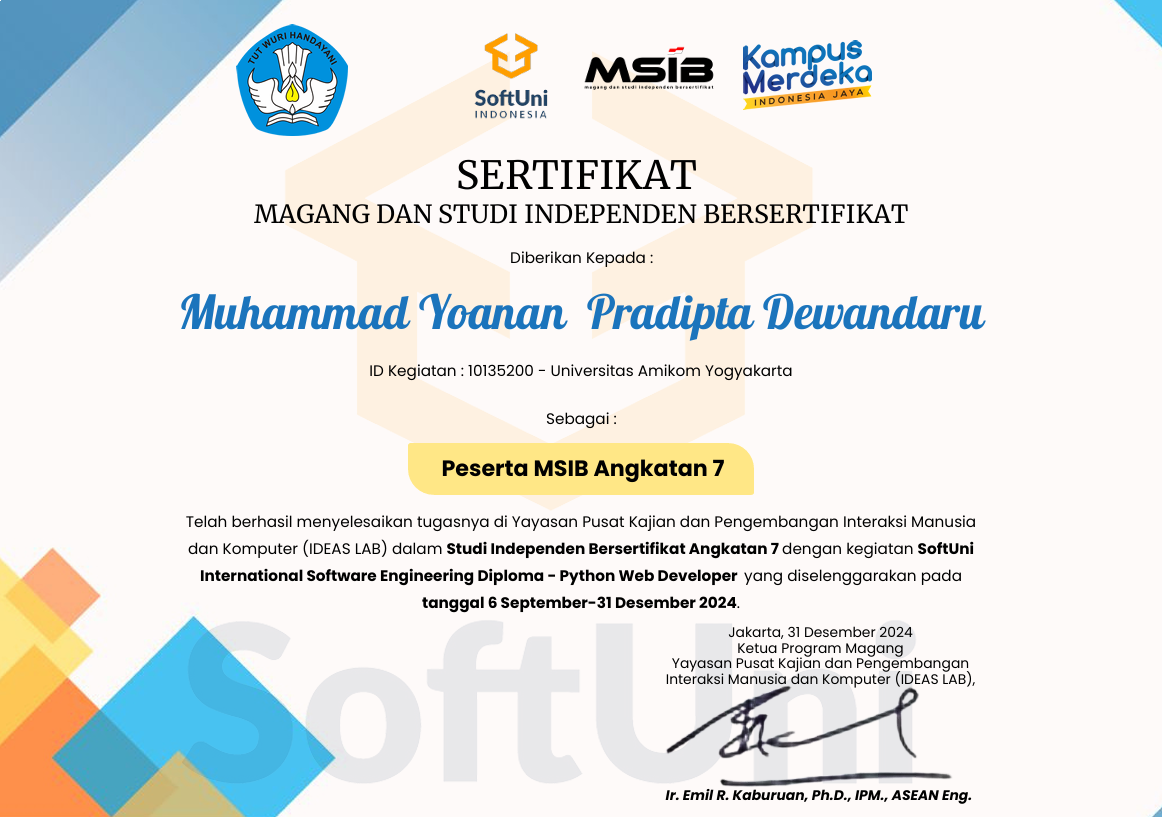 TUT WURI HANDAYANI
SoftUni
INDONESIA
MSIB
magang dan studi independen bersertifikat
Kampus
Merdeka
INDONESIA JAYA
SERTIFIKAT
MAGANG DAN STUDI INDEPENDEN BERSERTIFIKAT
Diberikan Kepada :
Muhammad Yoanan Pradipta Dewandaru
ID Kegiatan : 10135200 - Universitas Amikom Yogyakarta
Sebagai :
Peserta MSIB Angkatan 7
Telah berhasil menyelesaikan tugasnya di Yayasan Pusat Kajian dan Pengembangan Interaksi Manusia
dan Komputer (IDEAS LAB) dalam Studi Independen Bersertifikat Angkatan 7 dengan kegiatan SoftUni
International Software Engineering Diploma - Python Web Developer yang diselenggarakan pada
tanggal 6 September-31 Desember 2024.
SoftUni
Jakarta, 31 Desember 2024
Ketua Program Magang
Yayasan Pusat Kajian dan Pengembangan
Interaksi Manusia dan Komputer (IDEAS LAB),
Ir. Emil R. Kaburuan, Ph.D., IPM., ASEAN Eng.